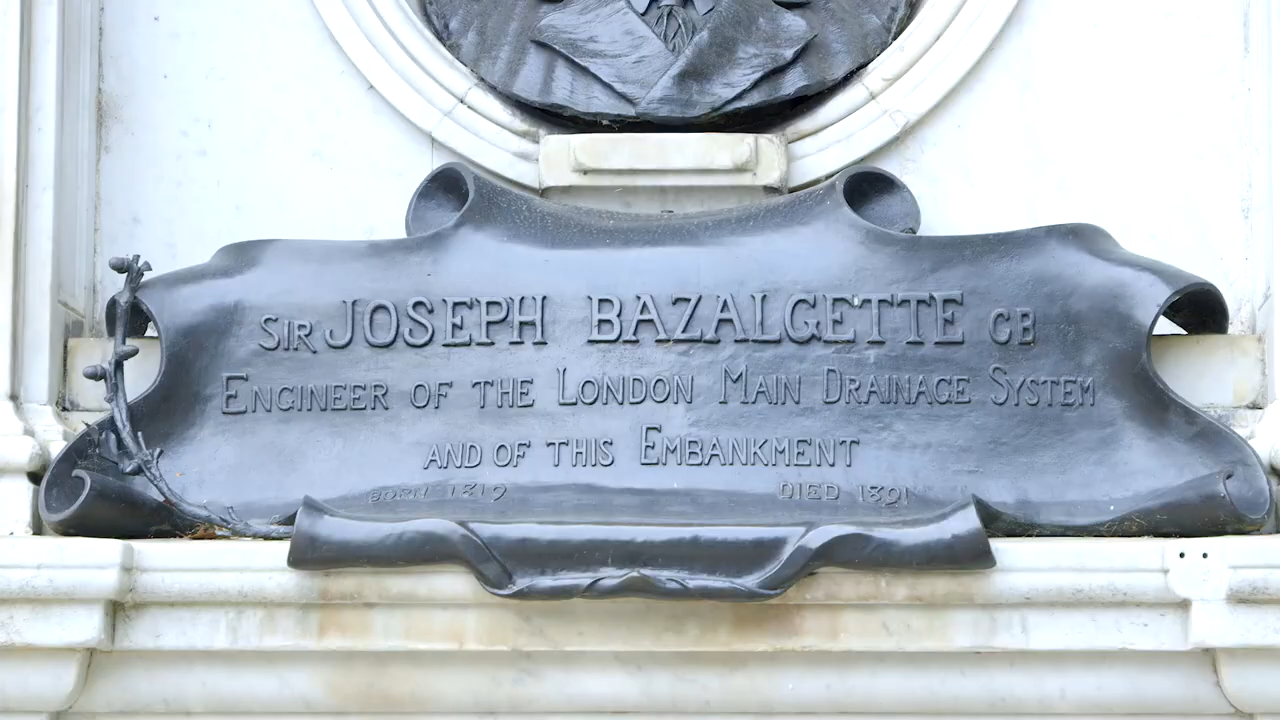 SIR JOSEPH BAZALGETTE CB
ENGINEER OF THE LONDON MAIN DRAINAGE SYSTEM
AND OF THIS EMBANKMENT
BORN 1819 DIED 1891